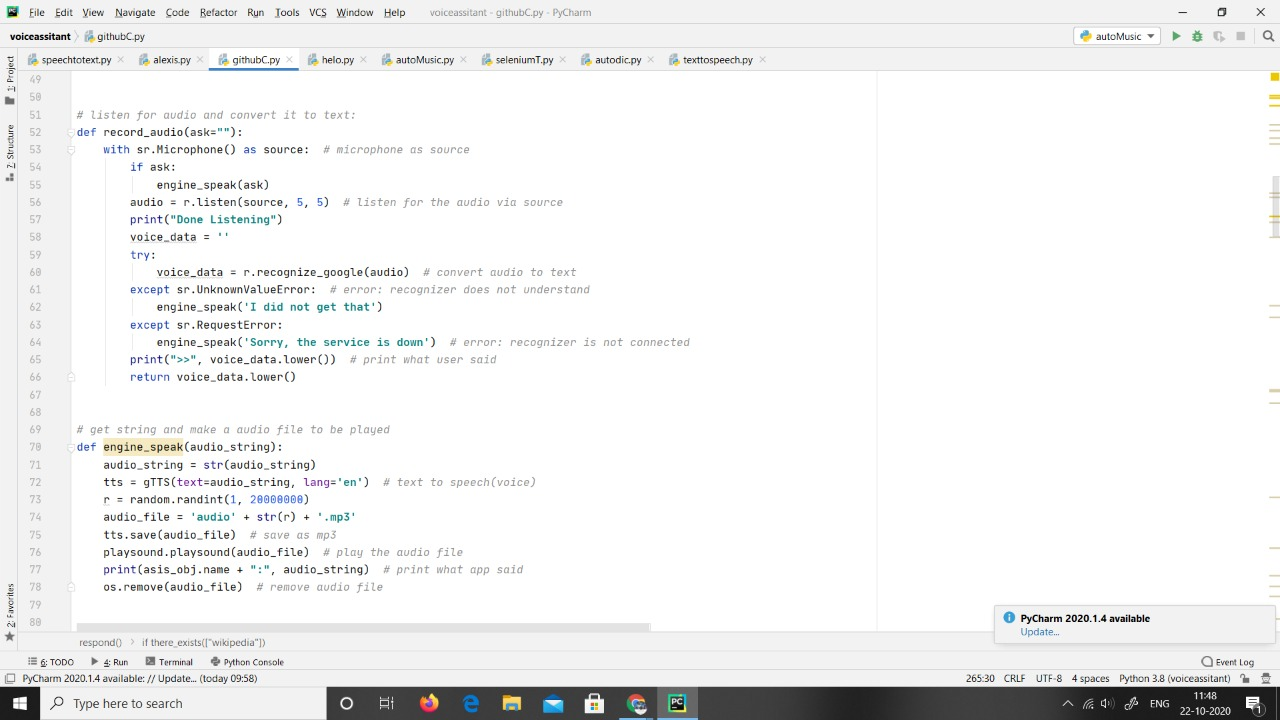 File Edit View Navigate Code Refactor Run Tools VCS Window Help voiceassitant - githubC.py - PyCharm
voiceassitant githubC.py autoMusic
speechtotext.py alexis.py githubC.py helo.py autoMusic.py seleniumT.py autodic.py texttospeech.py
1: Project
7: Structure
2: Favorites
49
50
51 # listen for audio and convert it to text:
52 def record_audio(ask=""):
53 with sr.Microphone() as source: # microphone as source
54 if ask:
55 engine_speak(ask)
56 audio = r.listen(source, 5, 5) # listen for the audio via source
57 print("Done Listening")
58 voice_data = ''
59 try:
60 voice_data = r.recognize_google(audio) # convert audio to text
61 except sr.UnknownValueError: # error: recognizer does not understand
62 engine_speak('I did not get that')
63 except sr.RequestError:
64 engine_speak('Sorry, the service is down') # error: recognizer is not connected
65 print(">>", voice_data.lower()) # print what user said
66 return voice_data.lower()
67
68
69 # get string and make a audio file to be played
70 def engine_speak(audio_string):
71 audio_string = str(audio_string)
72 tts = gTTS(text=audio_string, lang='en') # text to speech(voice)
73 r = random.randint(1, 20000000)
74 audio_file = 'audio' + str(r) + '.mp3'
75 tts.save(audio_file) # save as mp3
76 playsound.playsound(audio_file) # play the audio file
77 print(asis_obj.name + ":", audio_string) # print what app said
78 os.remove(audio_file) # remove audio file
79
80
PyCharm 2020.1.4 available
Update...
respond() if there_exists(["wikipedia"])
6: TODO 4: Run Terminal Python Console Event Log
PyCharm 2020.1.4 available: // Update... (today 09:58) 265:30 CRLF UTF-8 4 spaces Python 3.8 (voiceassitant)
Type here to search ENG 11:48
22-10-2020